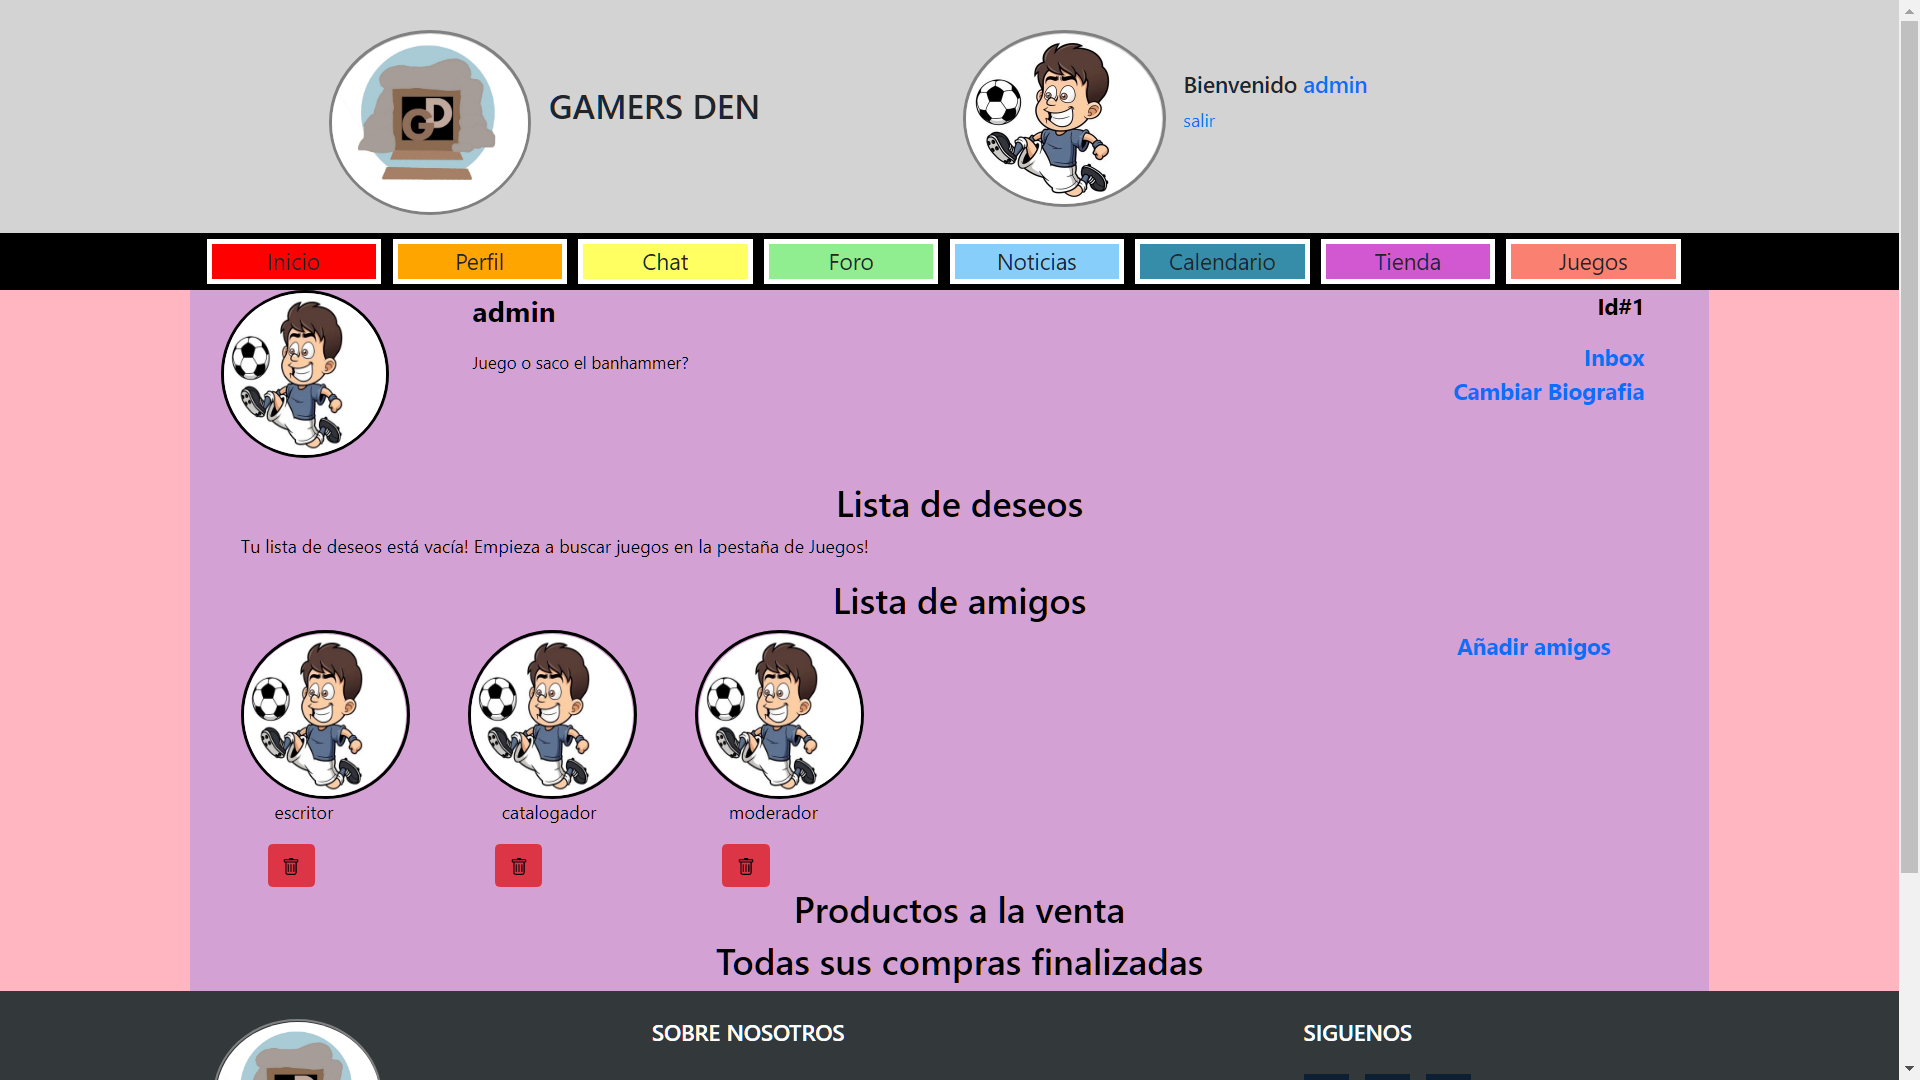 GD
GAMERS DEN
Bienvenido admin
salir
Inicio
Perfil
Chat
Foro
Noticias
Calendario
Tienda
Juegos
admin
Id#1
Juego o saco el banhammer?
Inbox
Cambiar Biografia
Lista de deseos
Tu lista de deseos está vacía! Empieza a buscar juegos en la pestaña de Juegos!
Lista de amigos
Añadir amigos
escritor
catalogador
moderador
Productos a la venta
Todas sus compras finalizadas
SOBRE NOSOTROS
SIGUENOS